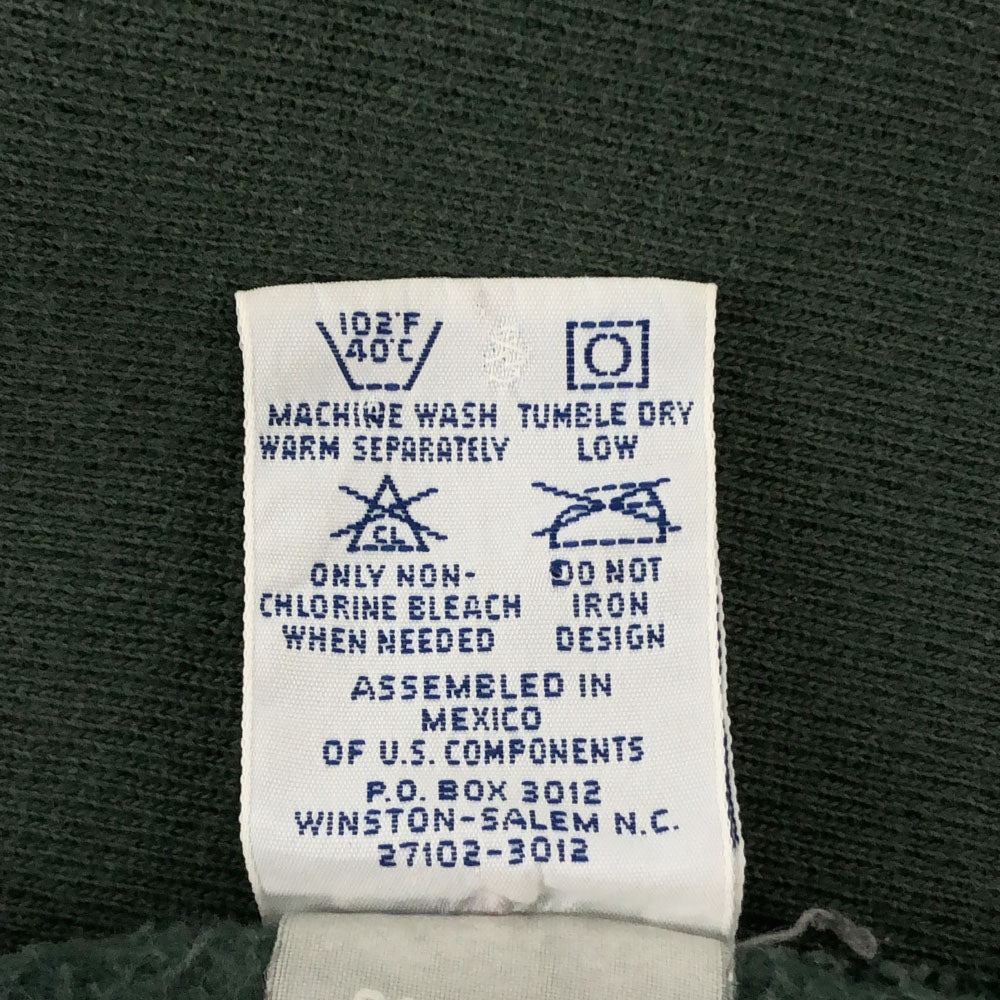 102°F
40°C
MACHINE WASH
WARM SEPARATELY
TUMBLE DRY
LOW
CL
ONLY NON-
CHLORINE BLEACH
WHEN NEEDED
DO NOT
IRON
DESIGN
ASSEMBLED IN
MEXICO
OF U.S. COMPONENTS
P.O. BOX 3012
WINSTON-SALEM N.C.
27102-3012